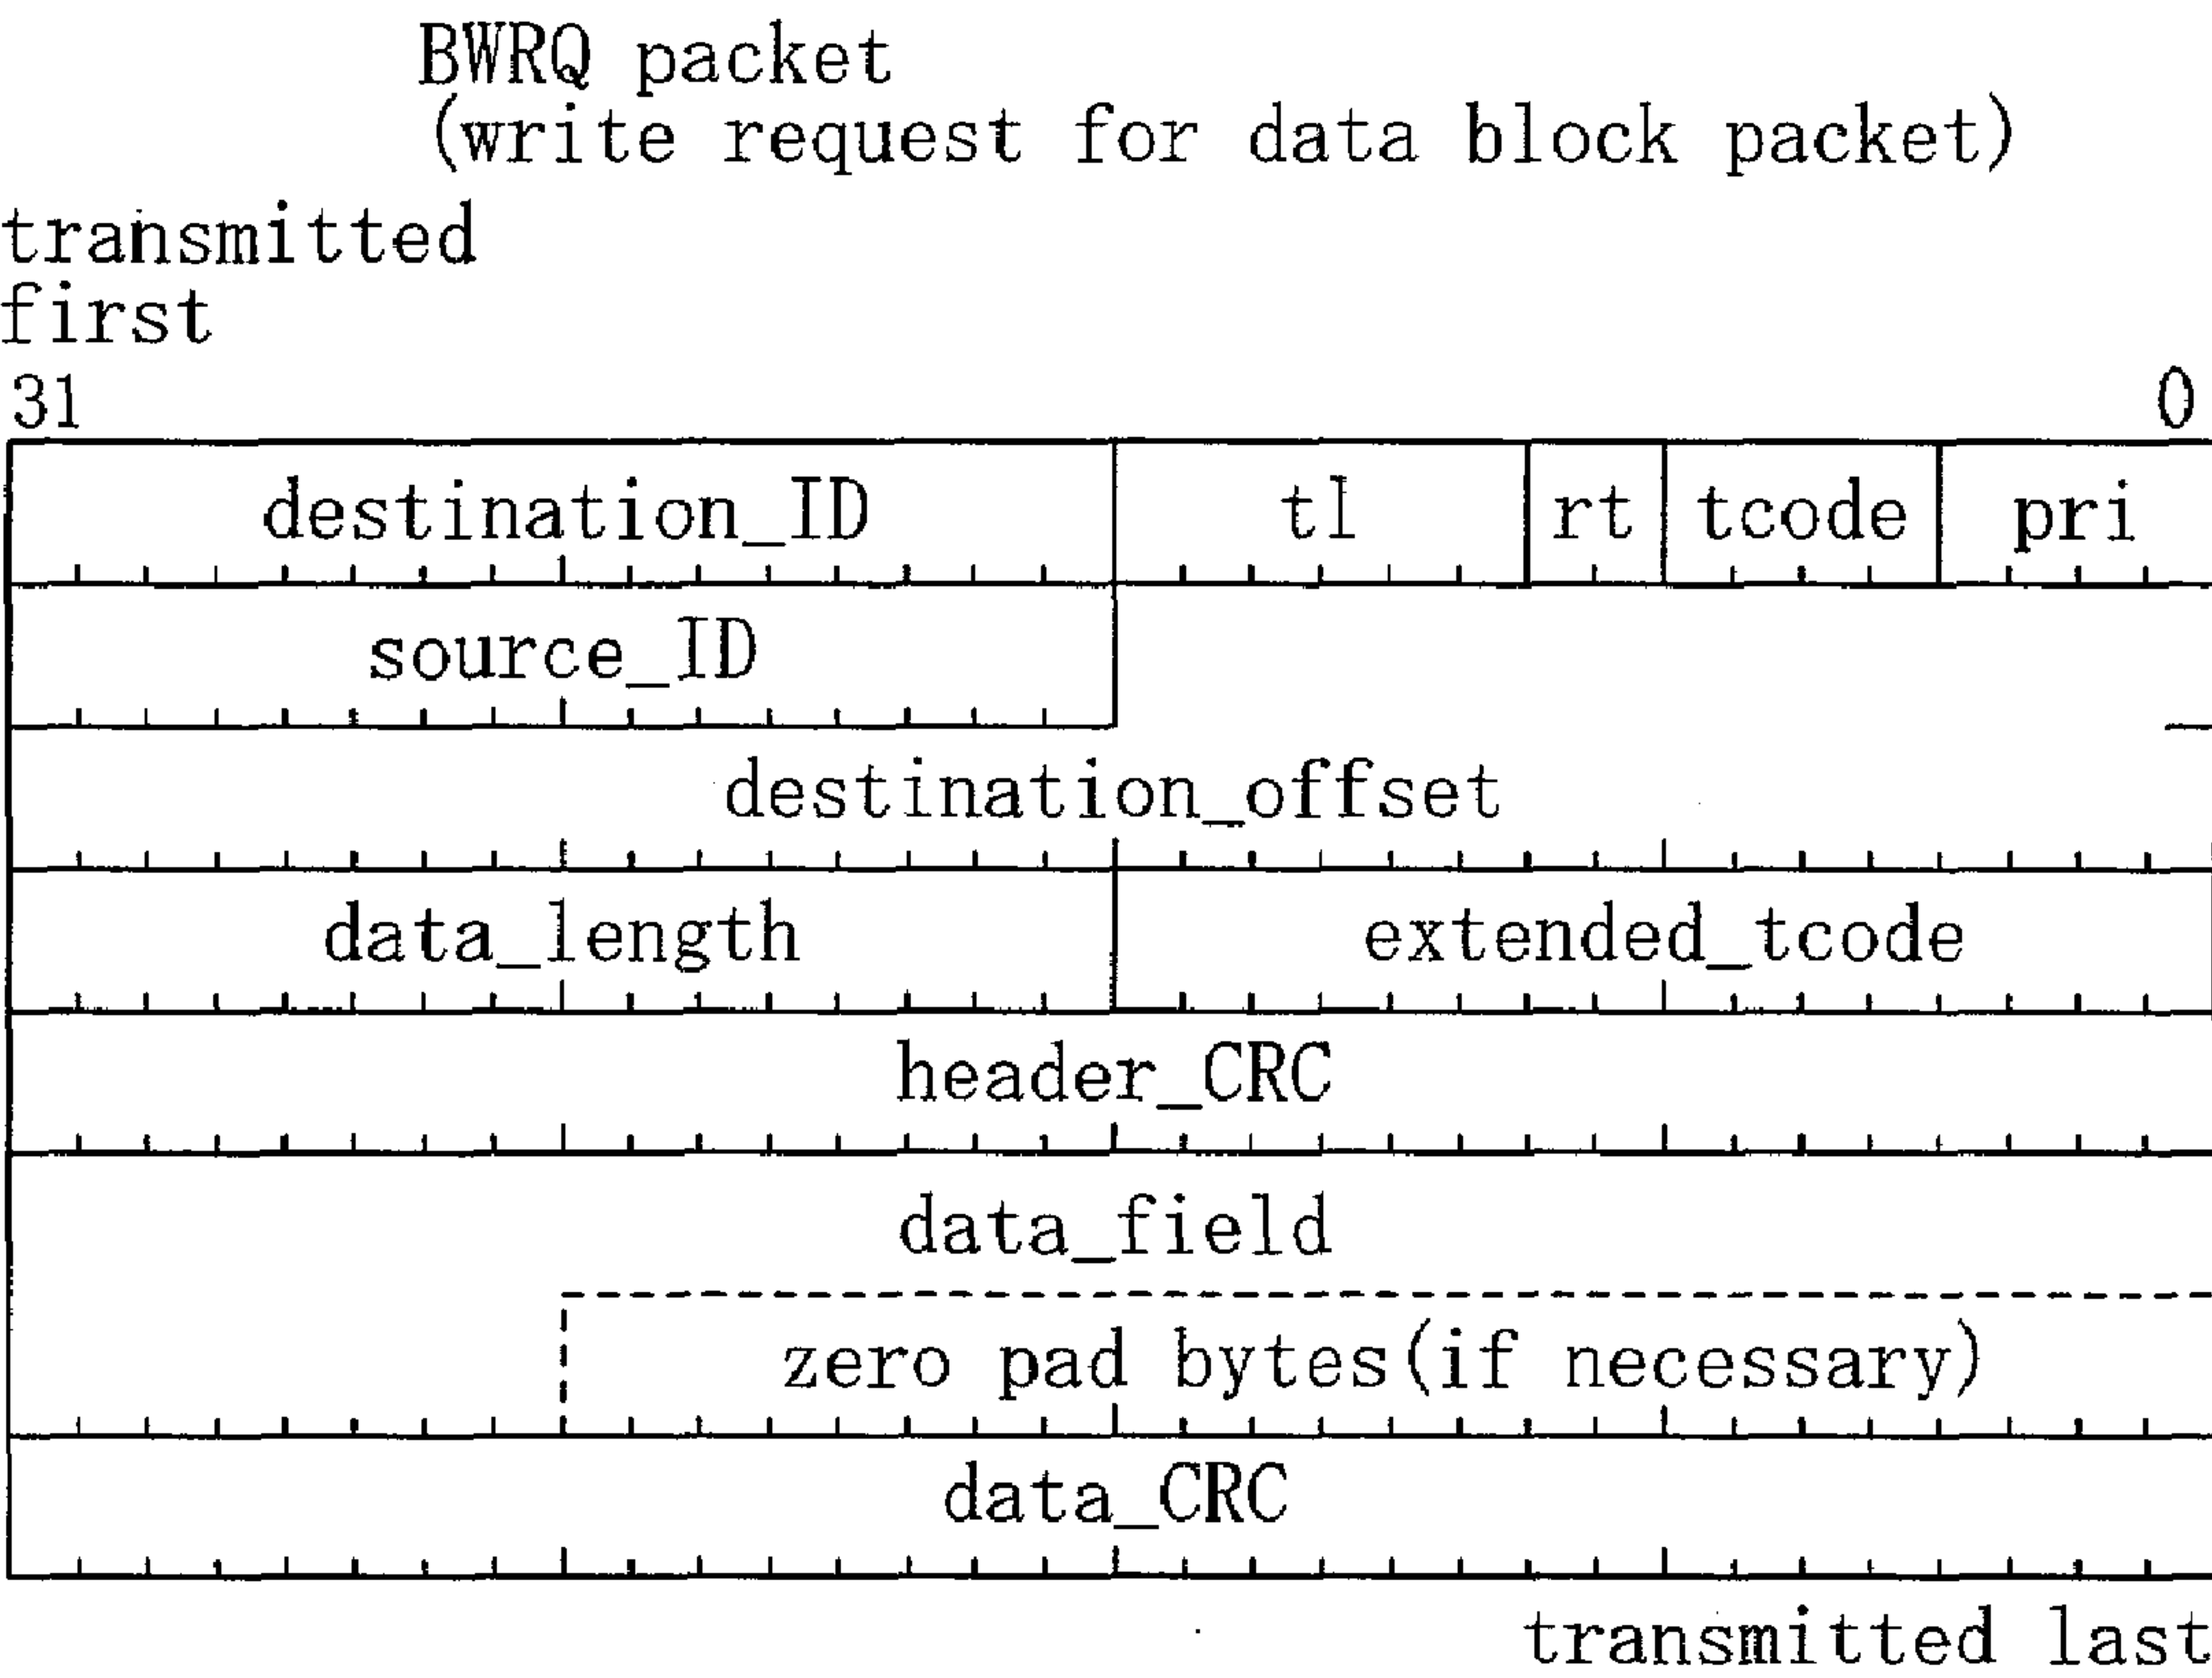 BWRQ packet
(write request for data block packet)
transmitted
first
31 0
destination_ID tl rt tcode pri
source_ID
destination_offset
data_length extended_tcode
header_CRC
data_field
zero pad bytes(if necessary)
data_CRC
transmitted last